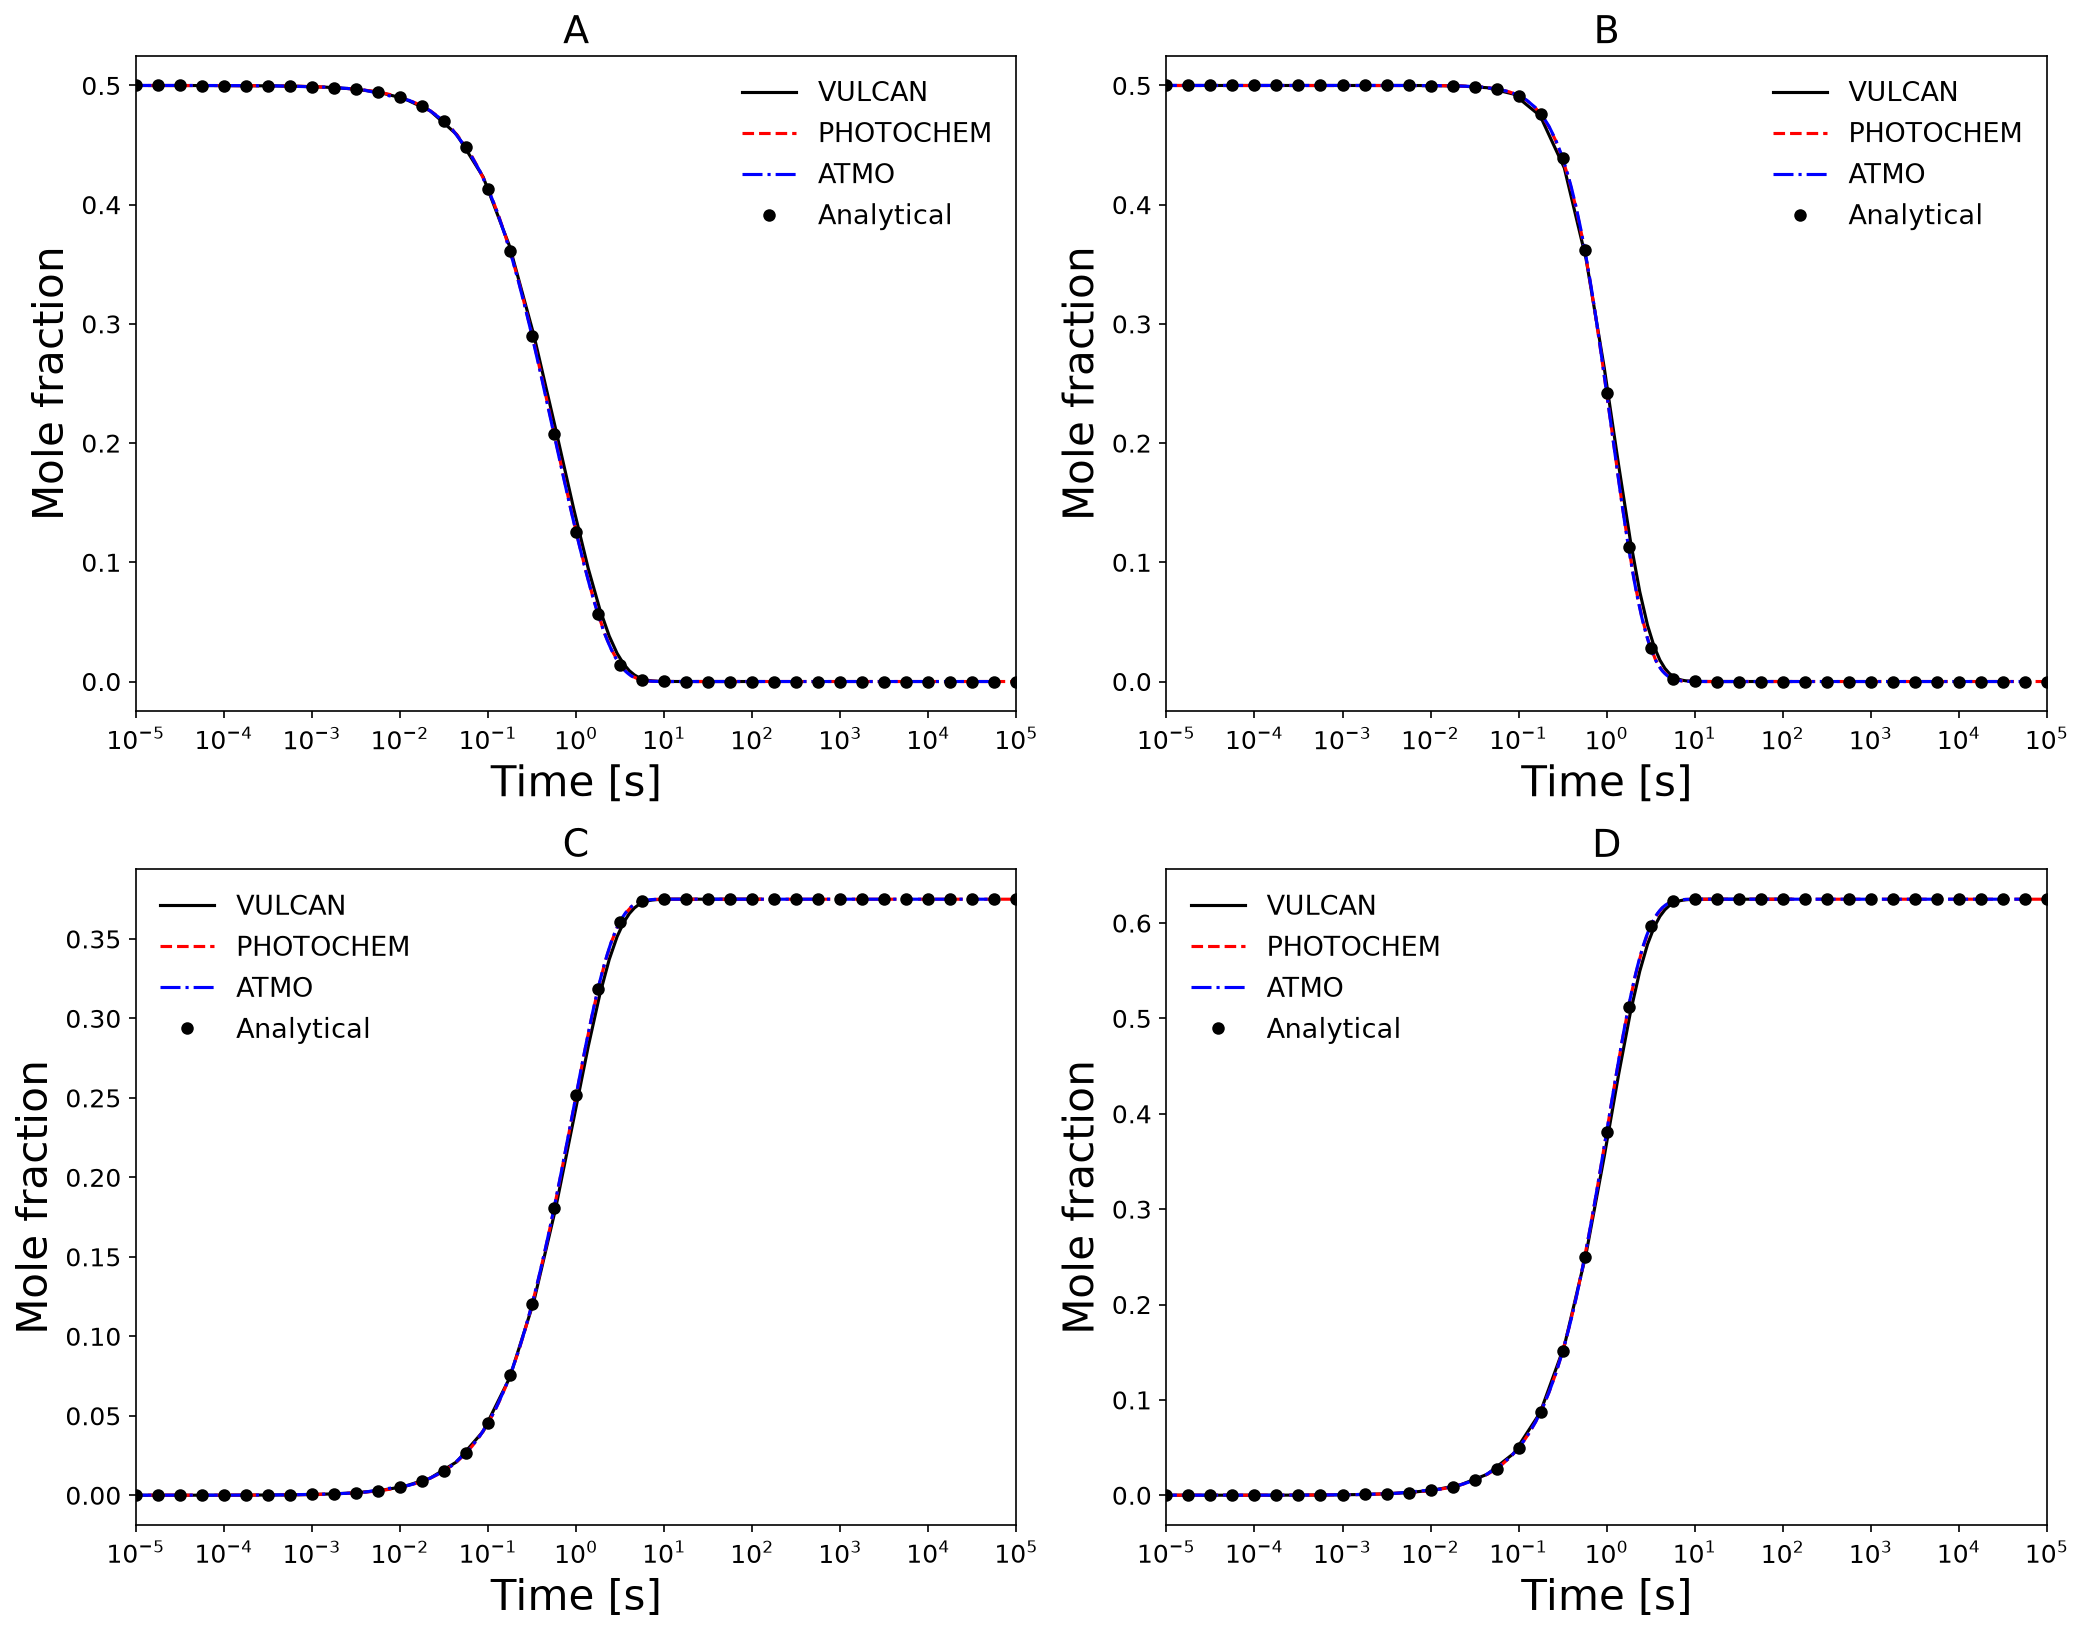 A
0.5
0.4
0.3
0.2
0.1
0.0
Mole fraction
VULCAN
PHOTOCHEM
ATMO
Analytical
10⁻⁵ 10⁻⁴ 10⁻³ 10⁻² 10⁻¹ 10⁰ 10¹ 10² 10³ 10⁴ 10⁵
Time [s]
B
0.5
0.4
0.3
0.2
0.1
0.0
Mole fraction
VULCAN
PHOTOCHEM
ATMO
Analytical
10⁻⁵ 10⁻⁴ 10⁻³ 10⁻² 10⁻¹ 10⁰ 10¹ 10² 10³ 10⁴ 10⁵
Time [s]
C
0.35
0.30
0.25
0.20
0.15
0.10
0.05
0.00
Mole fraction
VULCAN
PHOTOCHEM
ATMO
Analytical
10⁻⁵ 10⁻⁴ 10⁻³ 10⁻² 10⁻¹ 10⁰ 10¹ 10² 10³ 10⁴ 10⁵
Time [s]
D
0.6
0.5
0.4
0.3
0.2
0.1
0.0
Mole fraction
VULCAN
PHOTOCHEM
ATMO
Analytical
10⁻⁵ 10⁻⁴ 10⁻³ 10⁻² 10⁻¹ 10⁰ 10¹ 10² 10³ 10⁴ 10⁵
Time [s]